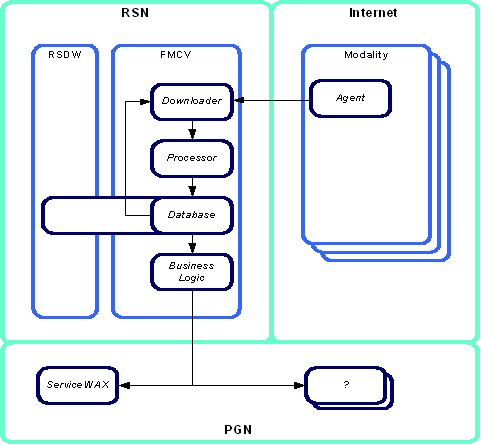 RSN
Internet
RSDW
FMCV
Modality
Downloader
Agent
Processor
Database
Business
Logic
ServiceWAX
?
PGN